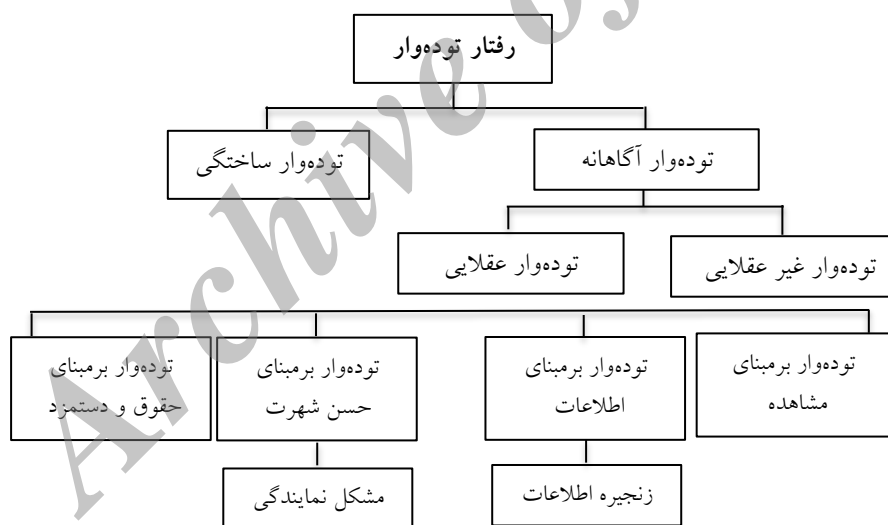 رفتار توده‌وار
توده‌وار آگاهانه
توده‌وار ساختگی
توده‌وار غیر عقلایی
توده‌وار عقلایی
توده‌وار برمبنای
مشاهده
توده‌وار برمبنای
اطلاعات
توده‌وار برمبنای
حسن شهرت
توده‌وار برمبنای
حقوق و دستمزد
زنجیره اطلاعات
مشکل نمایندگی
Archive of